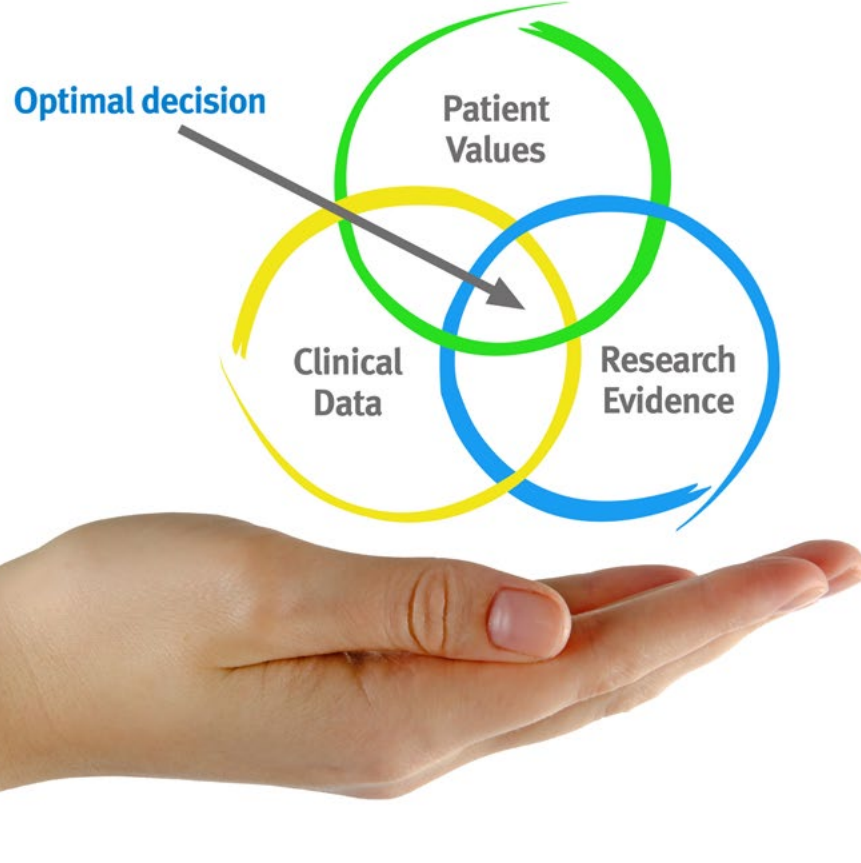 Optimal decision
Patient
Values
Clinical
Data
Research
Evidence